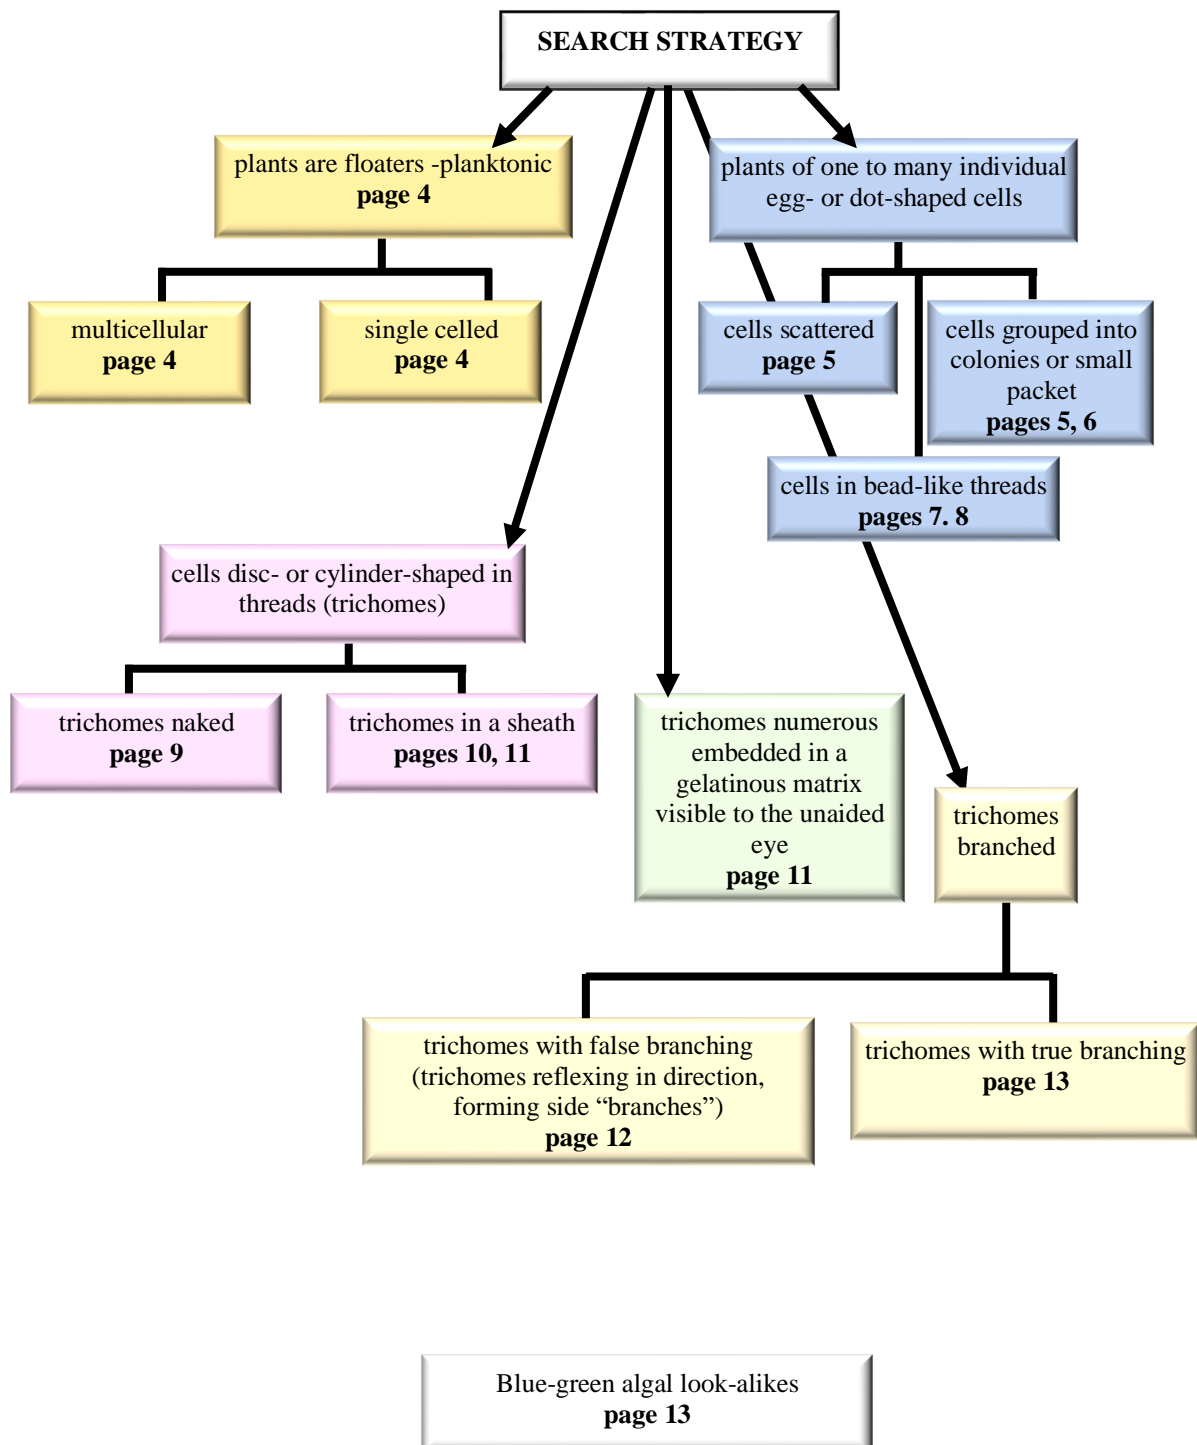 SEARCH STRATEGY
plants are floaters -planktonic
page 4
multicellular
page 4
single celled
page 4
plants of one to many individual
egg- or dot-shaped cells
cells scattered
page 5
cells grouped into
colonies or small
packet
pages 5, 6
cells in bead-like threads
pages 7. 8
cells disc- or cylinder-shaped in
threads (trichomes)
trichomes naked
page 9
trichomes in a sheath
pages 10, 11
trichomes numerous
embedded in a
gelatinous matrix
visible to the unaided
eye
page 11
trichomes
branched
trichomes with false branching
(trichomes reflexing in direction,
forming side “branches”)
page 12
trichomes with true branching
page 13
Blue-green algal look-alikes
page 13